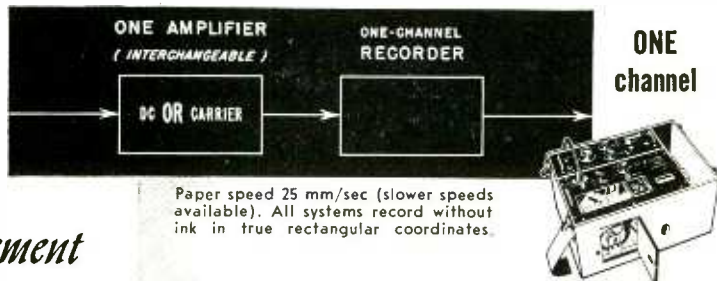 ONE AMPLIFIER
( INTERCHANGEABLE )
DC OR CARRIER
ONE-CHANNEL
RECORDER
ONE
channel
Paper speed 25 mm/sec (slower speeds
available). All systems record without
ink in true rectangular coordinates.
ment